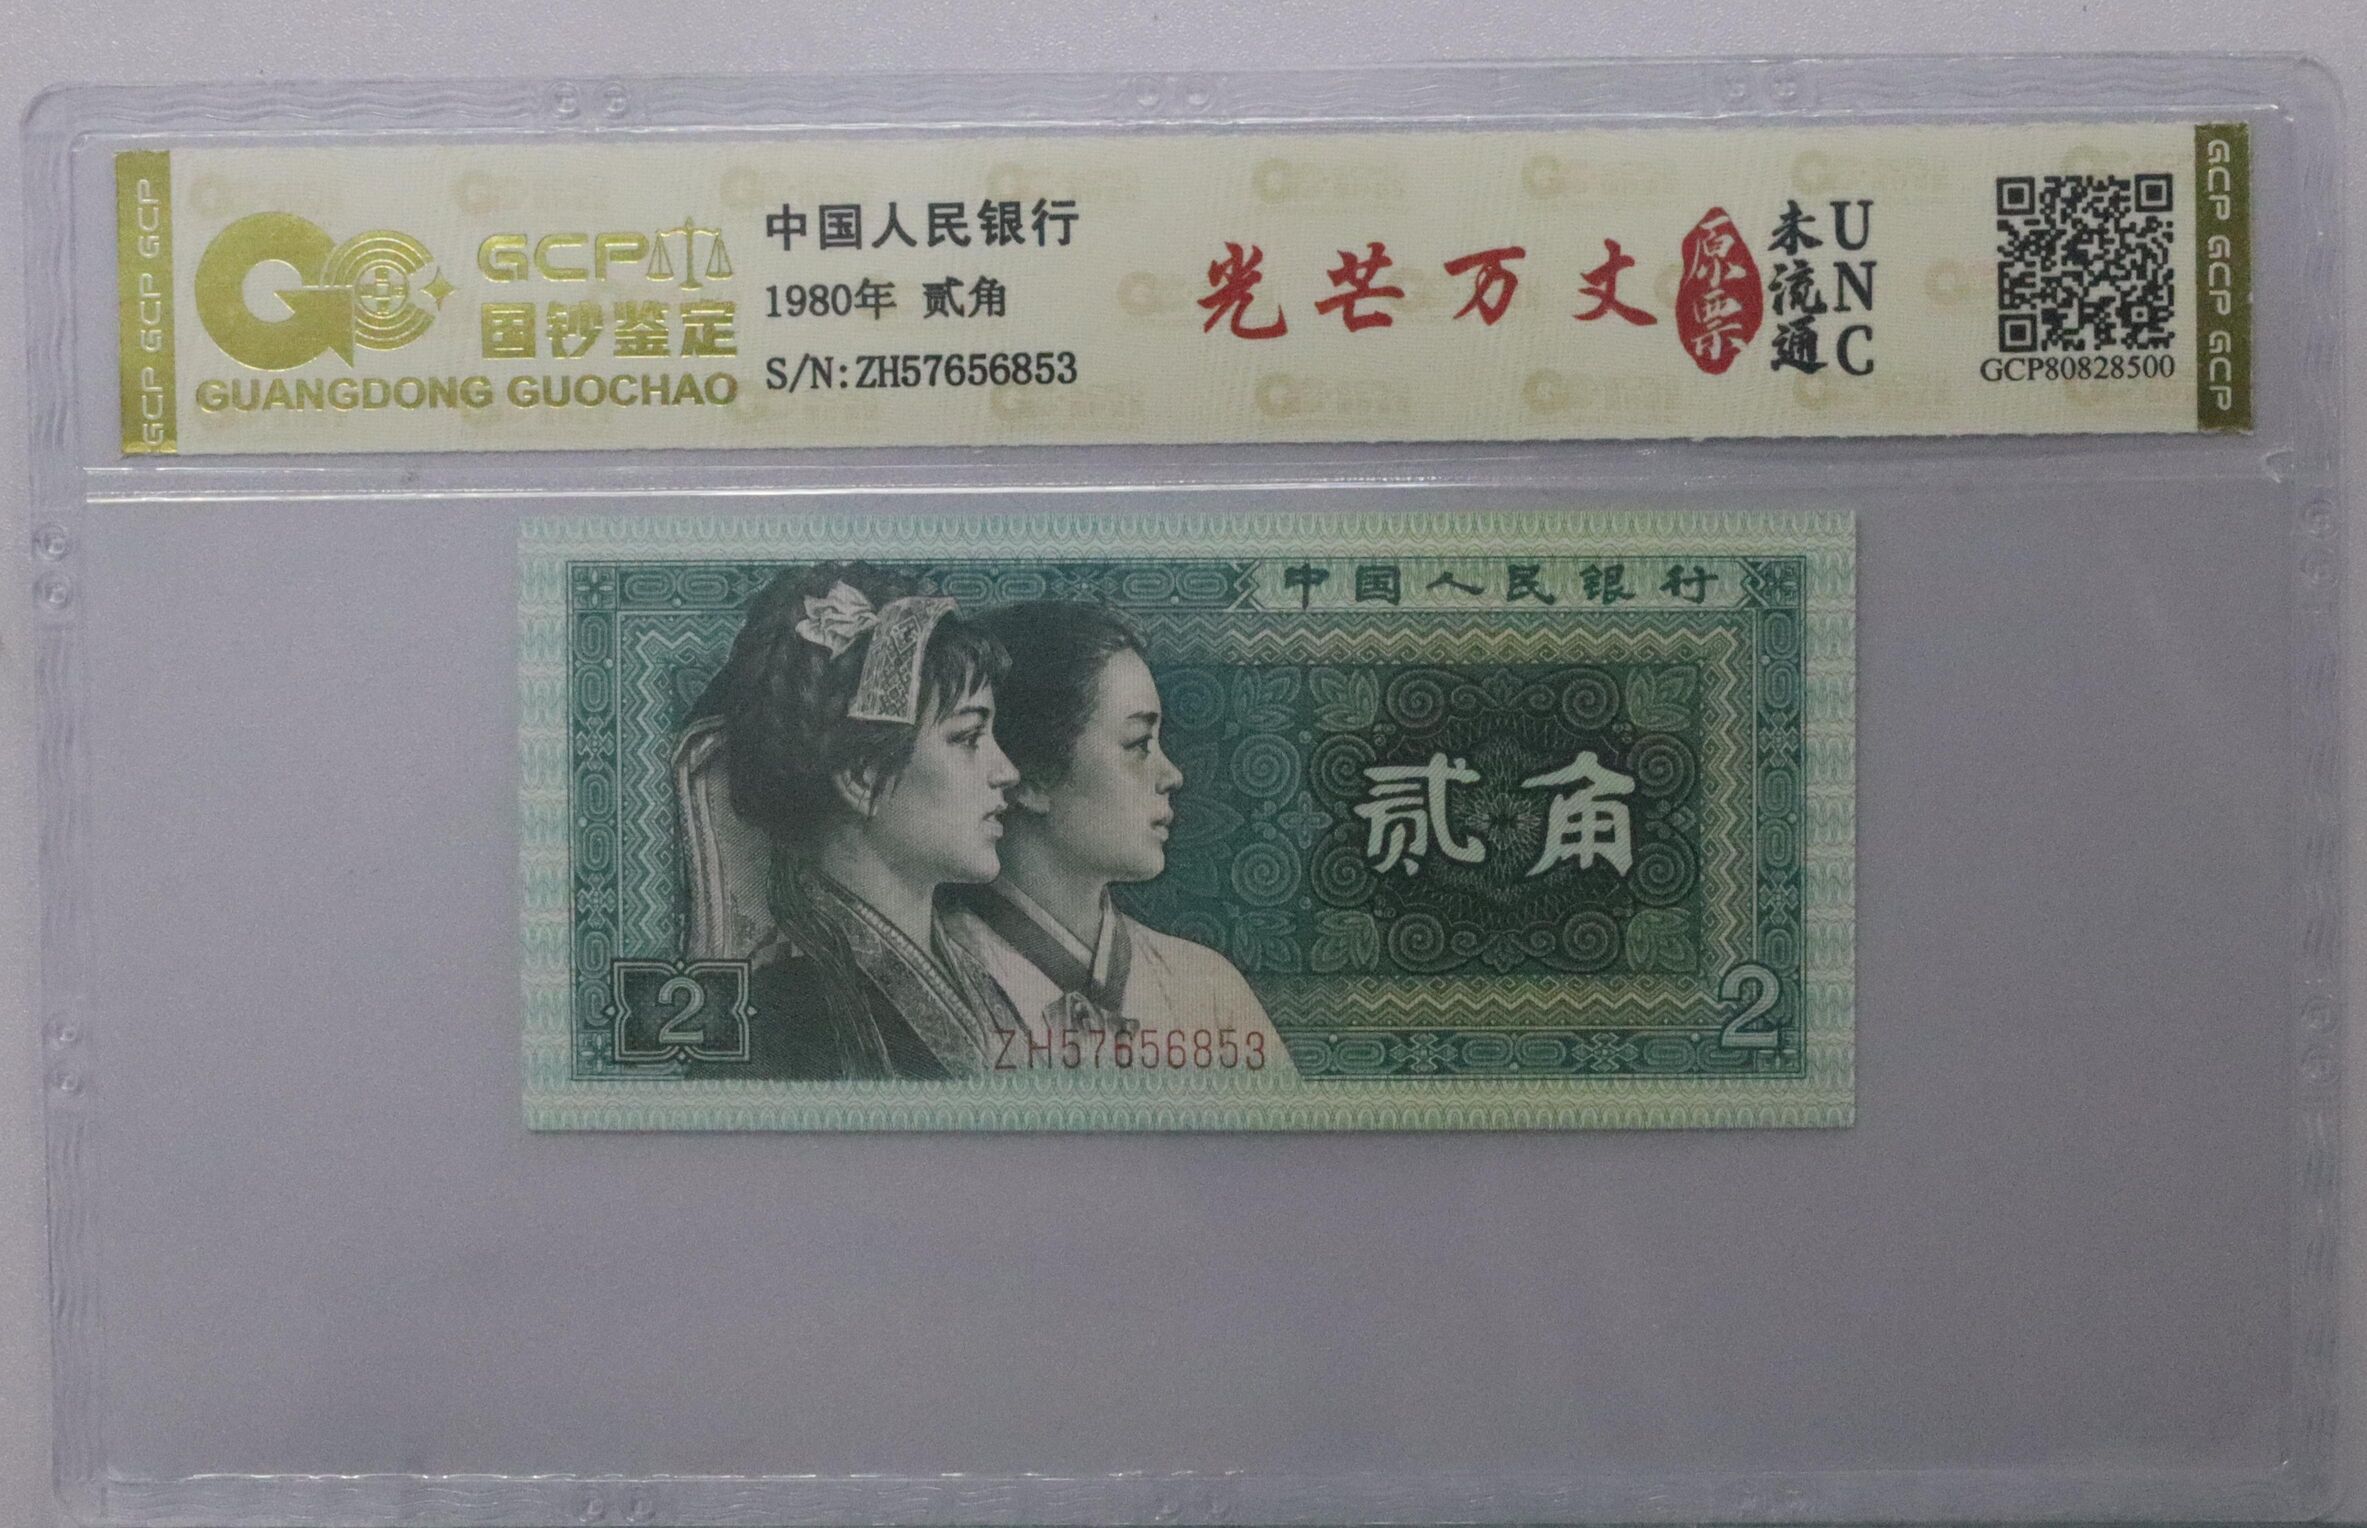 GCP GCP GCP
GCP
国钞鉴定
GUANGDONG GUOCHAO
中国人民银行
1980年 贰角
S/N:ZH57656853
光芒万丈
原票
未流通
UNC
GCP80828500
GCP GCP GCP
中国人民银行
贰角
2
2
ZH57656853